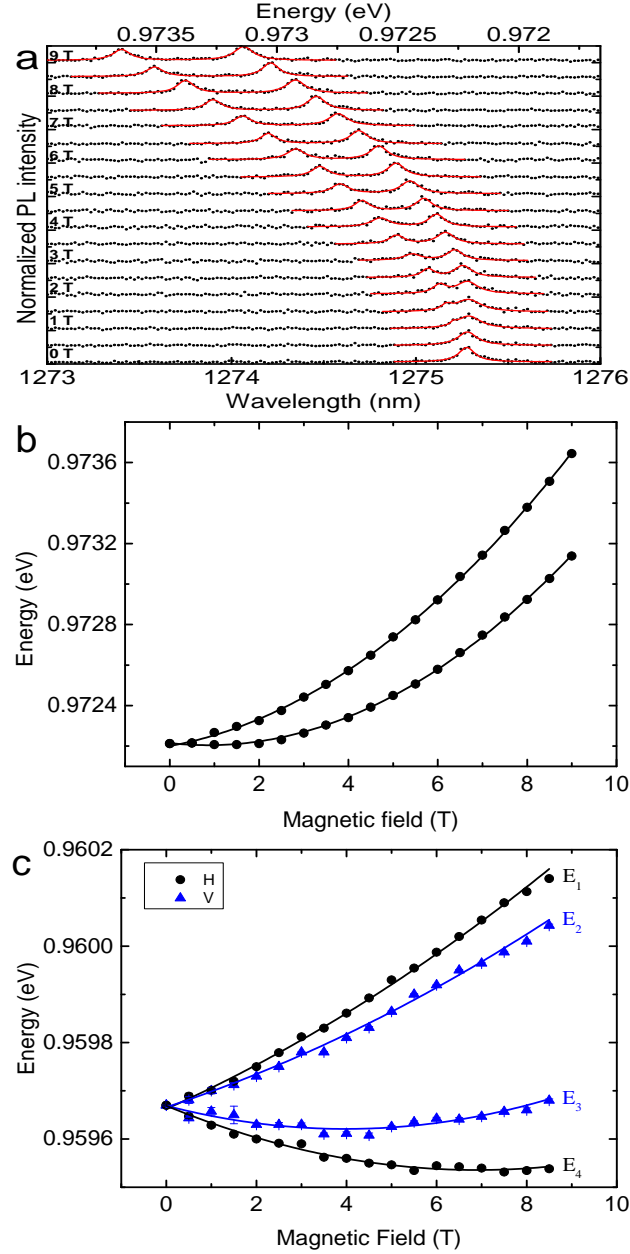 Energy (eV)
0.9735 0.973 0.9725 0.972
a
9 T
8 T
7 T
6 T
5 T
4 T
3 T
2 T
1 T
0 T
Normalized PL intensity
1273 1274 1275 1276
Wavelength (nm)
b
0.9736
0.9732
0.9728
0.9724
Energy (eV)
0 2 4 6 8 10
Magnetic field (T)
c
0.9602
0.9600
0.9598
0.9596
Energy (eV)
H
V
E1
E2
E3
E4
0 2 4 6 8 10
Magnetic Field (T)